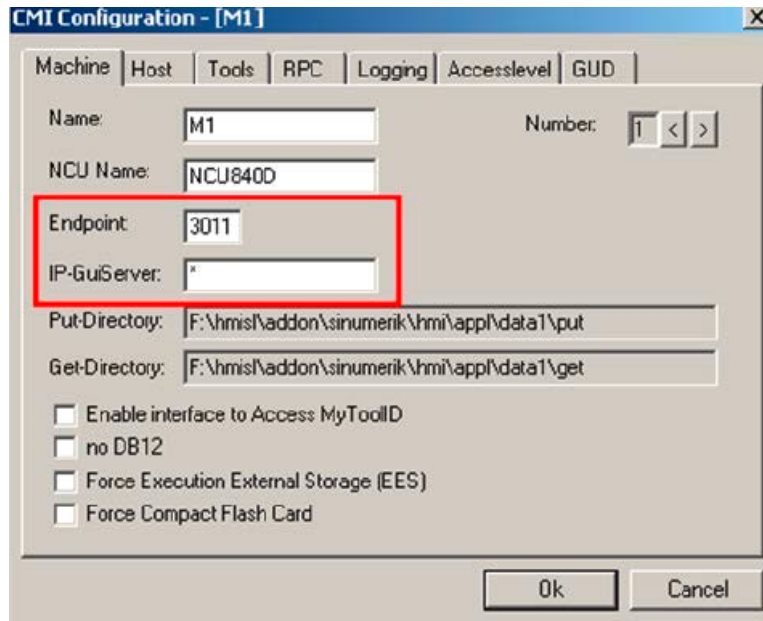 CMI Configuration - [M1]
Machine Host Tools RPC Logging Accesslevel GUD
Name: M1 Number: 1 < >
NCU Name: NCU840D
Endpoint: 3011
IP-GuiServer: *
Put-Directory: F:\hmisl\addon\sinumerik\hmi\appl\data1\put
Get-Directory: F:\hmisl\addon\sinumerik\hmi\appl\data1\get
Enable interface to Access MyToolID
no DB12
Force Execution External Storage (EES)
Force Compact Flash Card
Ok Cancel